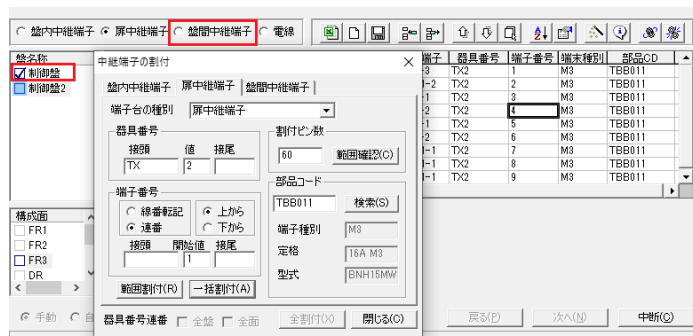 盤内中継端子 扉中継端子 盤間中継端子 電線
盤名称
制御盤
制御盤2
構成面
FR1
FR2
FR3
DR
手動 自
中継端子の割付
盤内中継端子 扉中継端子 盤間中継端子
端子台の種別 扉中継端子
器具番号
接頭 値 接尾
TX 2
端子番号
線番転記 上から
連番 下から
接頭 開始値 接尾
1
範囲割付(R) 一括割付(A)
割付ピン数
60 範囲確認(C)
部品コード
TBB011 検索(S)
端子種別 M3
定格 16A M3
型式 BNH15MW
器具番号連番 全盤 全面 全割付(X) 閉じる(C)
端子 器具番号 端子番号 端末種別 部品CD
-3 TX2 1 M3 TBB011
-2 TX2 2 M3 TBB011
-1 TX2 3 M3 TBB011
-2 TX2 4 M3 TBB011
-1 TX2 5 M3 TBB011
-2 TX2 6 M3 TBB011
-1 TX2 7 M3 TBB011
-1 TX2 8 M3 TBB011
-1 TX2 9 M3 TBB011
戻る(P) 次へ(N) 中断(Q)